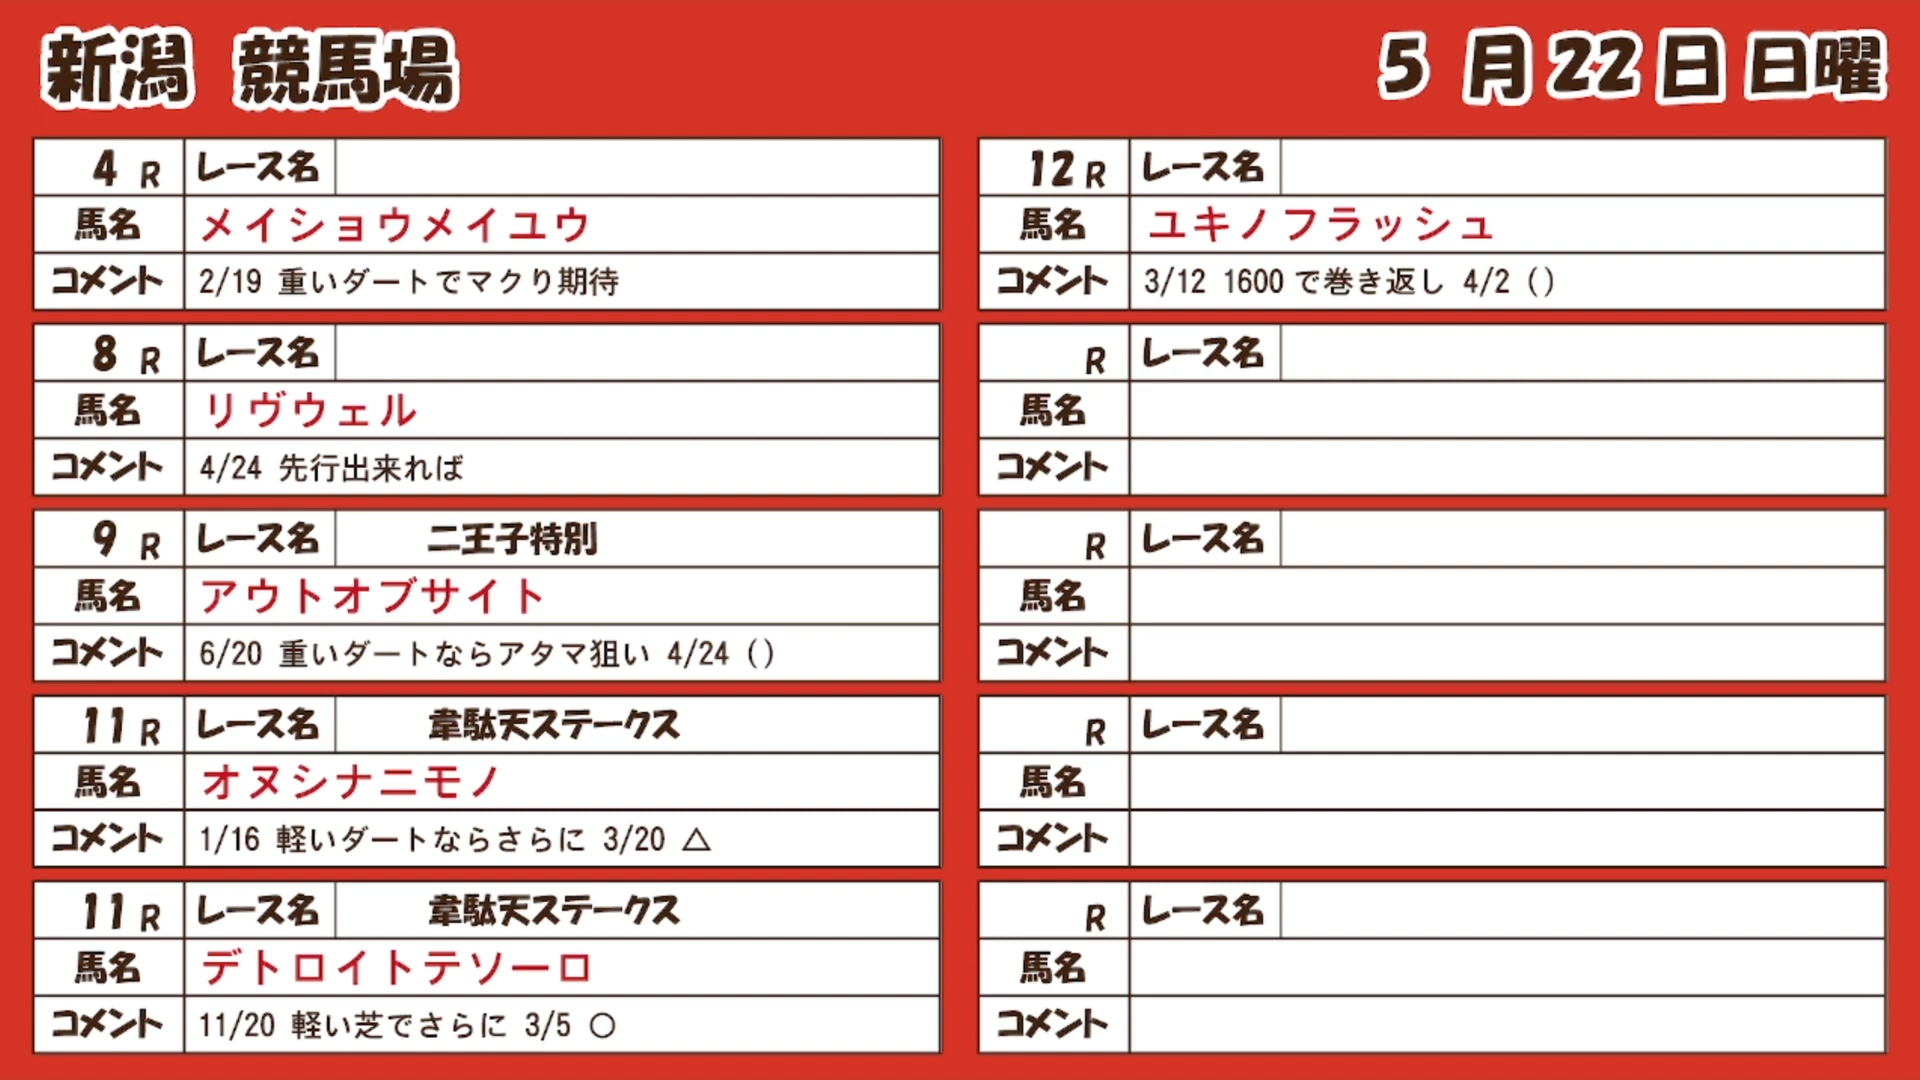 新潟 競馬場
5 月 22 日 日曜
4 R レース名
馬名 メイショウメイユウ
コメント 2/19 重いダートでマクり期待
8 R レース名
馬名 リヴウェル
コメント 4/24 先行出来れば
9 R レース名 二王子特別
馬名 アウトオブサイト
コメント 6/20 重いダートならアタマ狙い 4/24 ()
11 R レース名 韋駄天ステークス
馬名 オヌシナニモノ
コメント 1/16 軽いダートならさらに 3/20 △
11 R レース名 韋駄天ステークス
馬名 デトロイトテソーロ
コメント 11/20 軽い芝でさらに 3/5 ○
12 R レース名
馬名 ユキノフラッシュ
コメント 3/12 1600 で巻き返し 4/2 ()
R レース名
馬名
コメント
R レース名
馬名
コメント
R レース名
馬名
コメント
R レース名
馬名
コメント